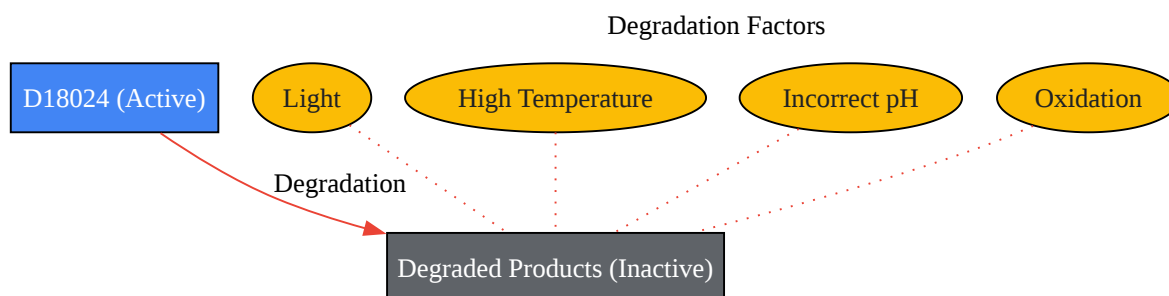 Degradation Factors
D18024 (Active)
Light
High Temperature
Incorrect pH
Oxidation
Degradation
Degraded Products (Inactive)